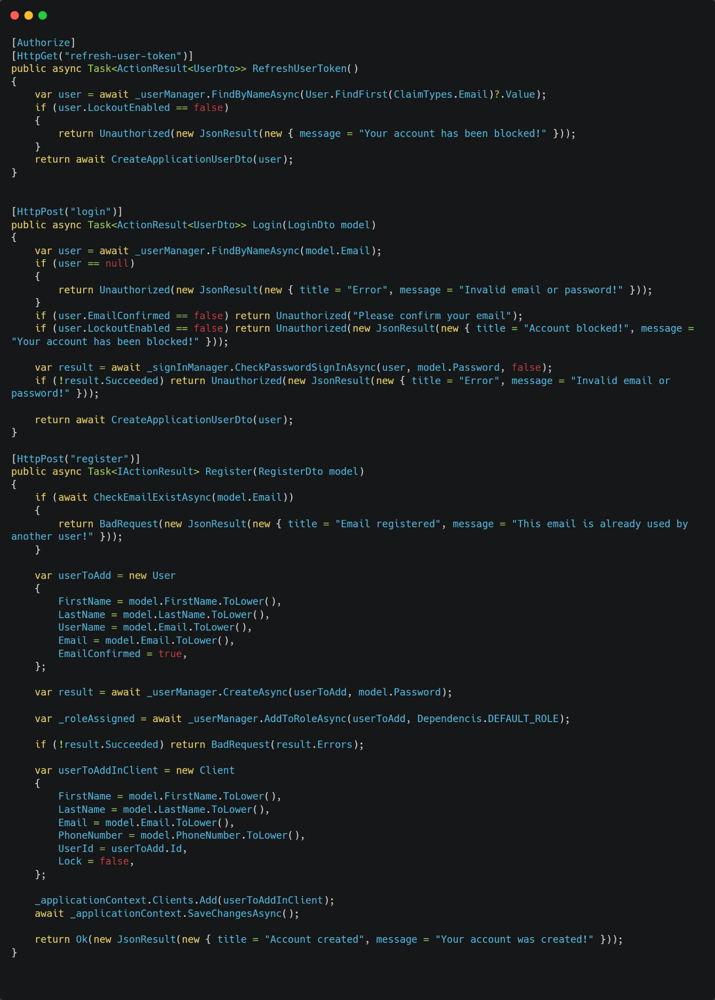 [Authorize]
[HttpGet("refresh-user-token")]
public async Task<ActionResult<UserDto>> RefreshUserToken()
{
    var user = await _userManager.FindByNameAsync(User.FindFirst(ClaimTypes.Email)?.Value);
    if (user.LockoutEnabled == false)
    {
        return Unauthorized(new JsonResult(new { message = "Your account has been blocked!" }));
    }
    return await CreateApplicationUserDto(user);
}

[HttpPost("login")]
public async Task<ActionResult<UserDto>> Login(LoginDto model)
{
    var user = await _userManager.FindByNameAsync(model.Email);
    if (user == null)
    {
        return Unauthorized(new JsonResult(new { title = "Error", message = "Invalid email or password!" }));
    }
    if (user.EmailConfirmed == false) return Unauthorized("Please confirm your email");
    if (user.LockoutEnabled == false) return Unauthorized(new JsonResult(new { title = "Account blocked!", message =
"Your account has been blocked!" }));

    var result = await _signInManager.CheckPasswordSignInAsync(user, model.Password, false);
    if (!result.Succeeded) return Unauthorized(new JsonResult(new { title = "Error", message = "Invalid email or
password!" }));

    return await CreateApplicationUserDto(user);
}

[HttpPost("register")]
public async Task<IActionResult> Register(RegisterDto model)
{
    if (await CheckEmailExistAsync(model.Email))
    {
        return BadRequest(new JsonResult(new { title = "Email registered", message = "This email is already used by
another user!" }));
    }

    var userToAdd = new User
    {
        FirstName = model.FirstName.ToLower(),
        LastName = model.LastName.ToLower(),
        UserName = model.Email.ToLower(),
        Email = model.Email.ToLower(),
        EmailConfirmed = true,
    };

    var result = await _userManager.CreateAsync(userToAdd, model.Password);

    var _roleAssigned = await _userManager.AddToRoleAsync(userToAdd, Dependencis.DEFAULT_ROLE);

    if (!result.Succeeded) return BadRequest(result.Errors);

    var userToAddInClient = new Client
    {
        FirstName = model.FirstName.ToLower(),
        LastName = model.LastName.ToLower(),
        Email = model.Email.ToLower(),
        PhoneNumber = model.PhoneNumber.ToLower(),
        UserId = userToAdd.Id,
        Lock = false,
    };

    _applicationContext.Clients.Add(userToAddInClient);
    await _applicationContext.SaveChangesAsync();

    return Ok(new JsonResult(new { title = "Account created", message = "Your account was created!" }));
}